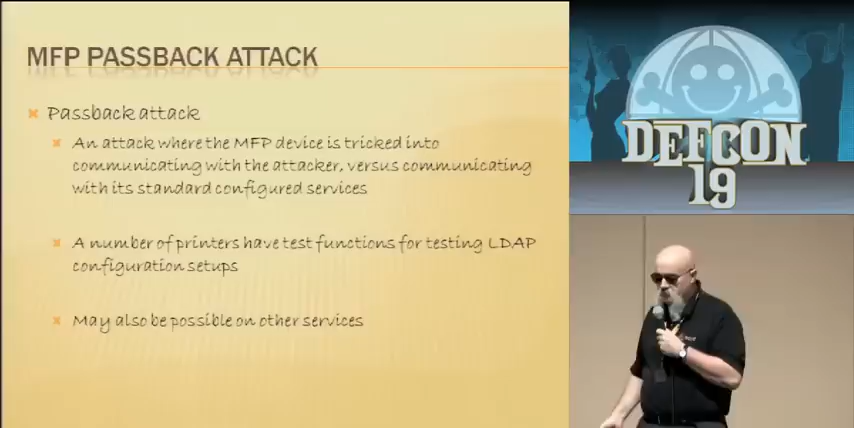 MFP PASSBACK ATTACK
Passback attack
An attack where the MFP device is tricked into
communicating with the attacker, versus communicating
with its standard configured services
A number of printers have test functions for testing LDAP
configuration setups
May also be possible on other services
DEFCON
19